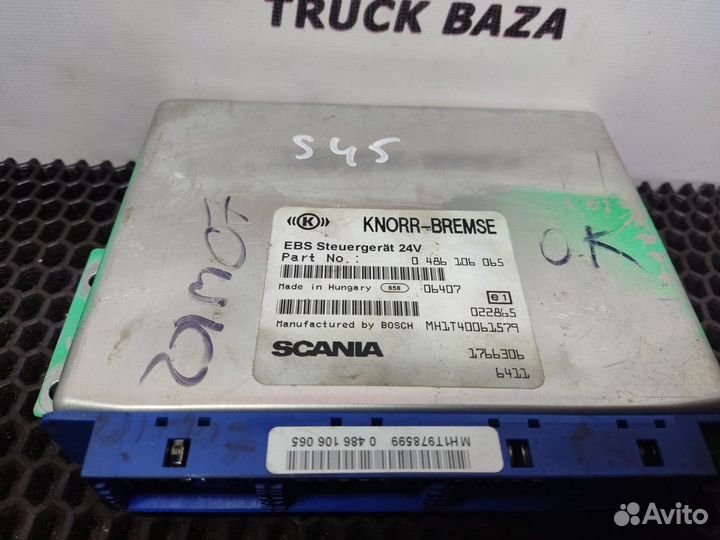 TRUCK BAZA
S45
KNORR-BREMSE
EBS Steuergerät 24V
Part No.: 0 486 106 065
Made in Hungary 650 06407
e1
022865
Manufactured by BOSCH MH1T40061579
SCANIA 1766306
6411
O.K
MH1T978599 0 486 106 065
Avito